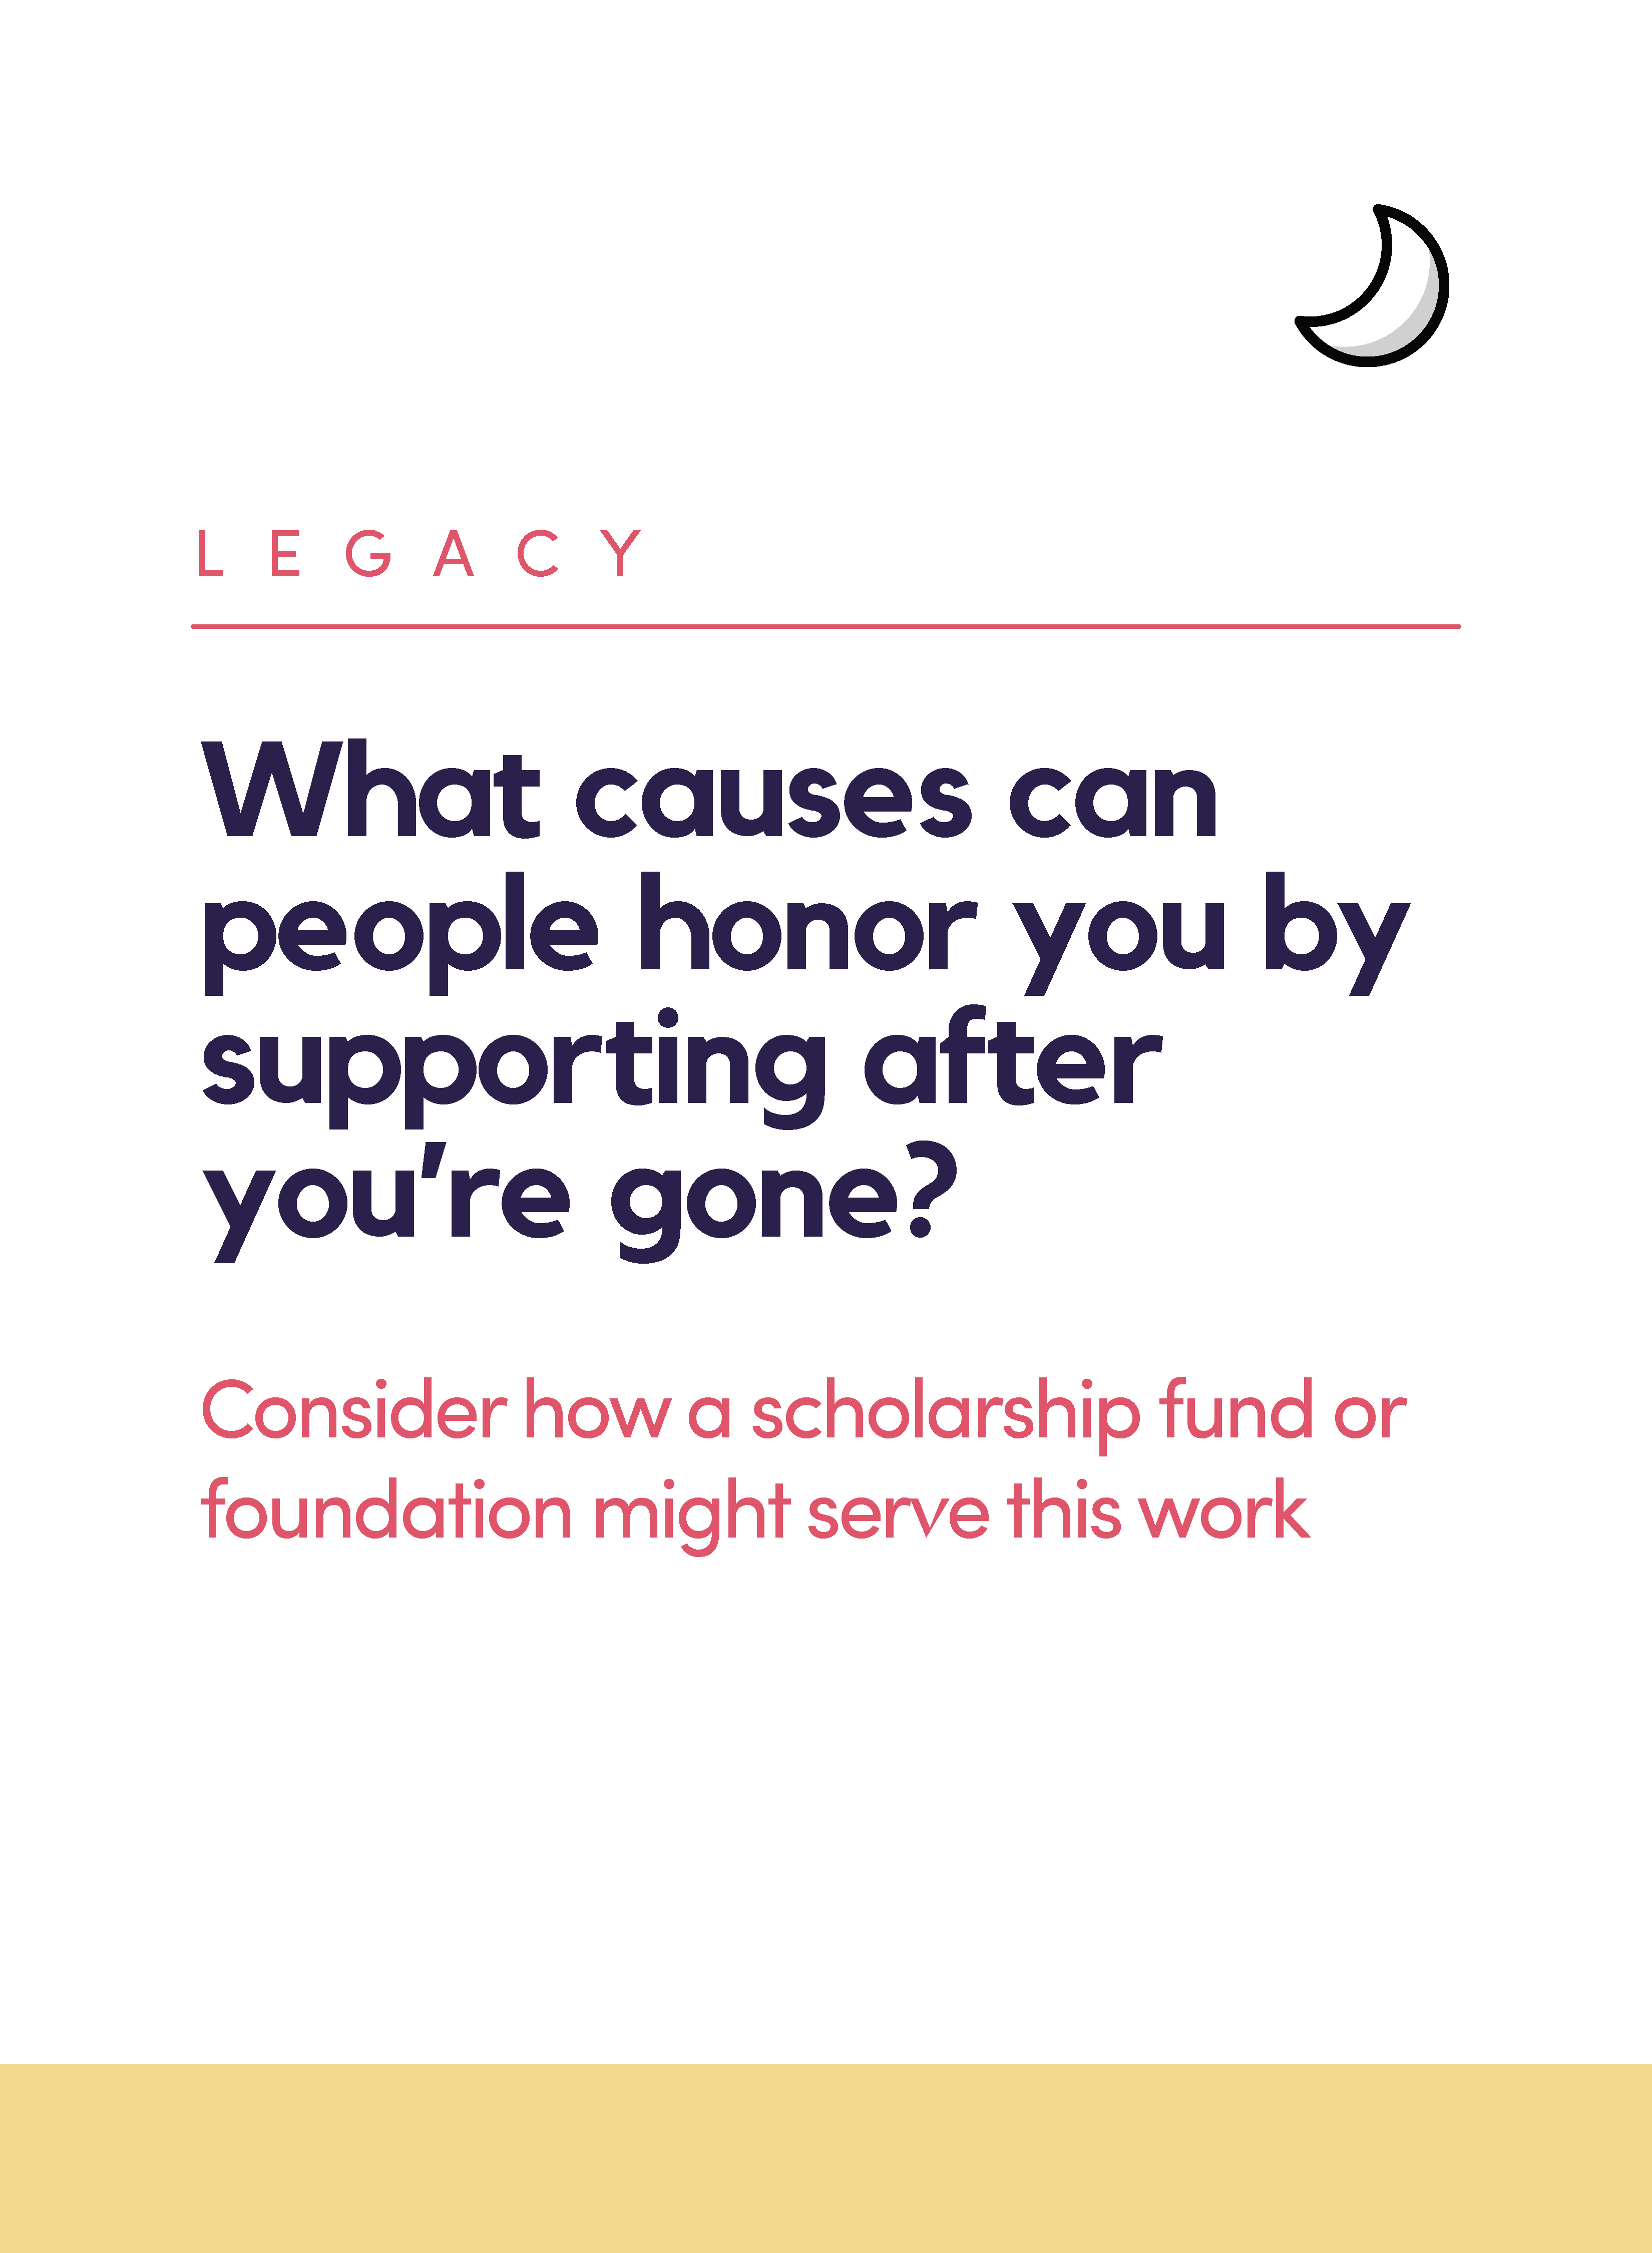 LEGACY
What causes can
people honor you by
supporting after
you’re gone?
Consider how a scholarship fund or
foundation might serve this work